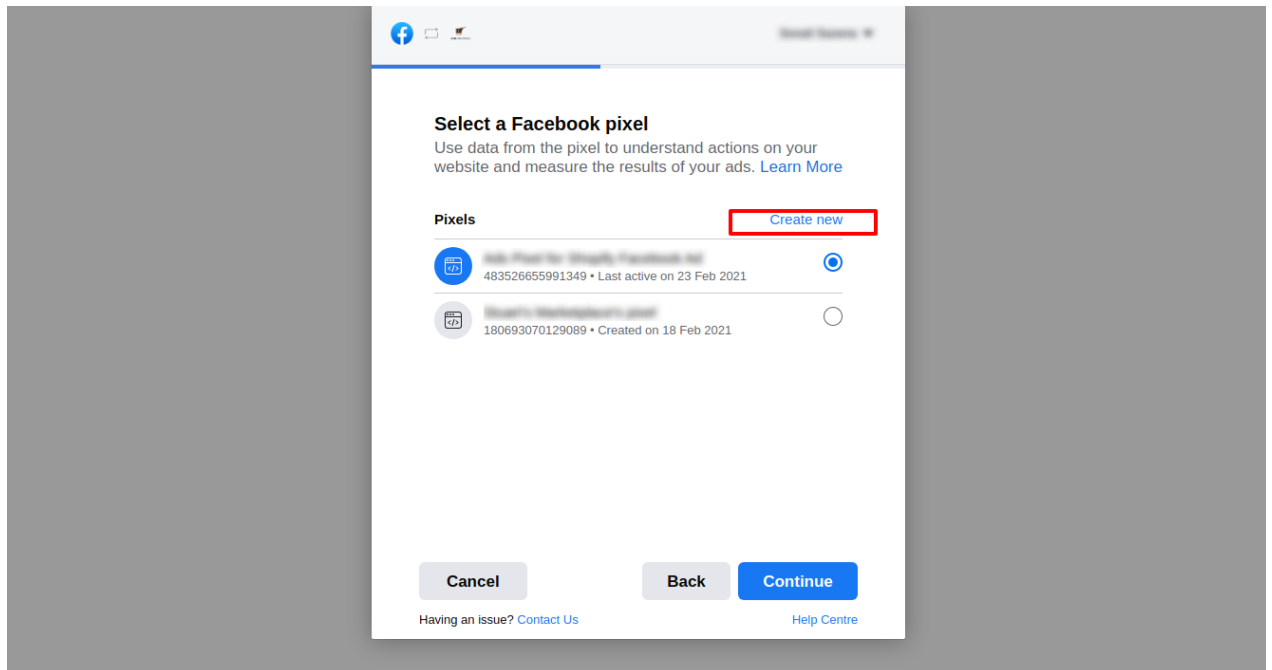 Select a Facebook pixel
Use data from the pixel to understand actions on your
website and measure the results of your ads. Learn More
Pixels Create new
483526655991349 • Last active on 23 Feb 2021
180693070129089 • Created on 18 Feb 2021
Cancel Back Continue
Having an issue? Contact Us Help Centre